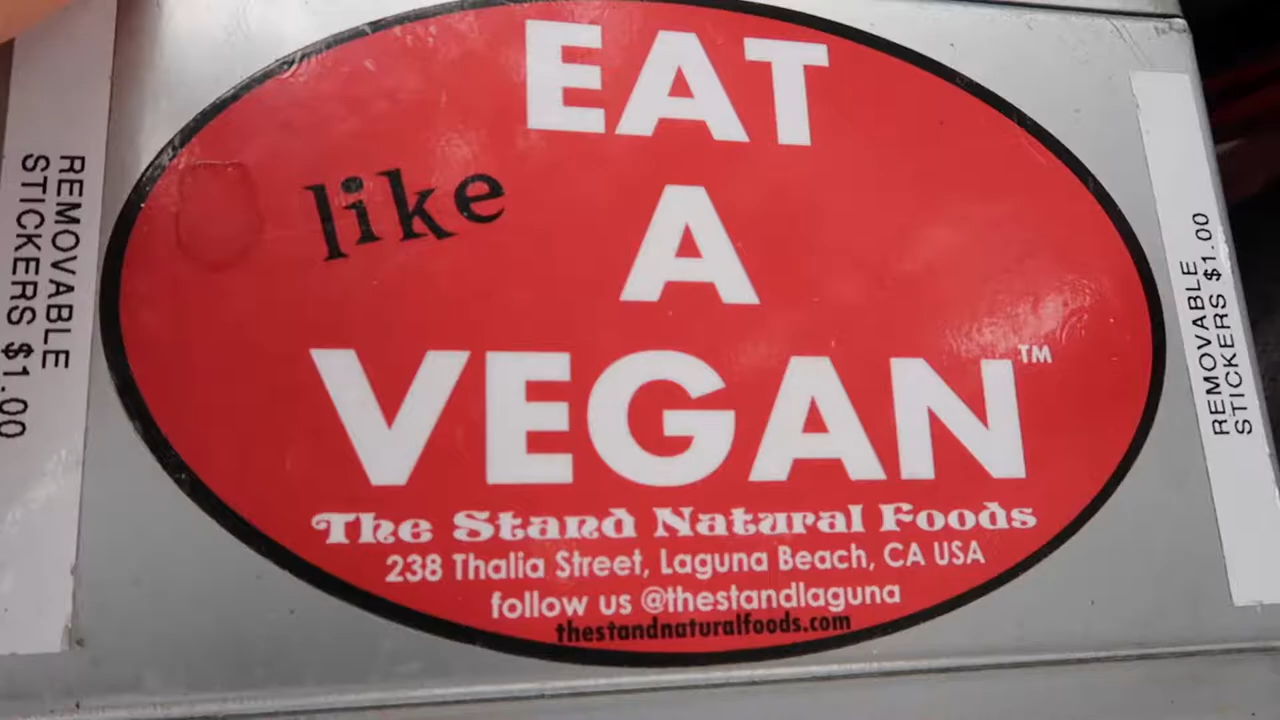 EAT
like
A
VEGAN™
The Stand Natural Foods
238 Thalia Street, Laguna Beach, CA USA
follow us @thestandlaguna
thestandnaturalfoods.com
REMOVABLE
STICKERS $1.00
REMOVABLE
STICKERS $1.00